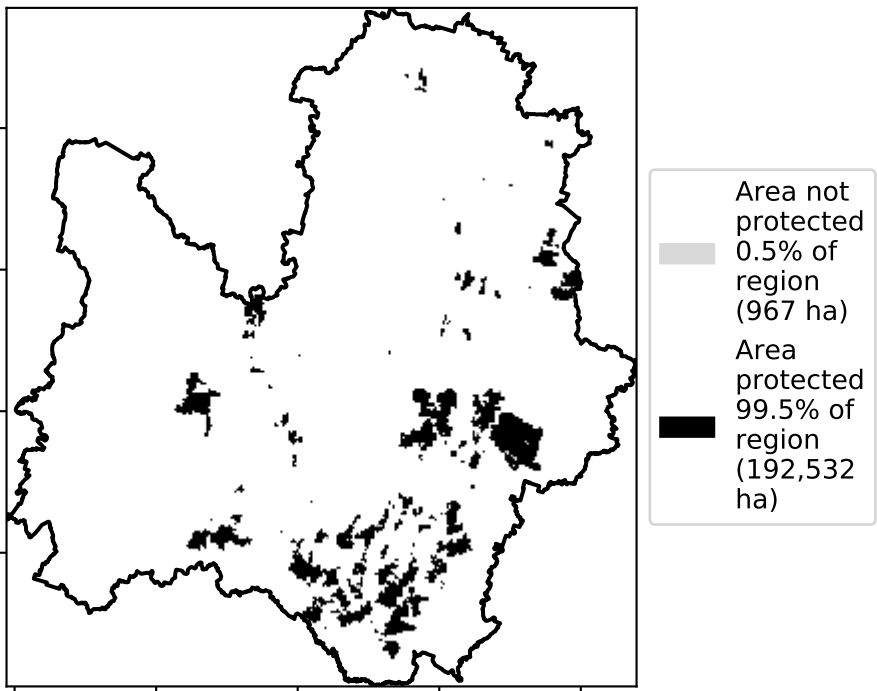 Area not
protected
0.5% of
region
(967 ha)
Area
protected
99.5% of
region
(192,532
ha)